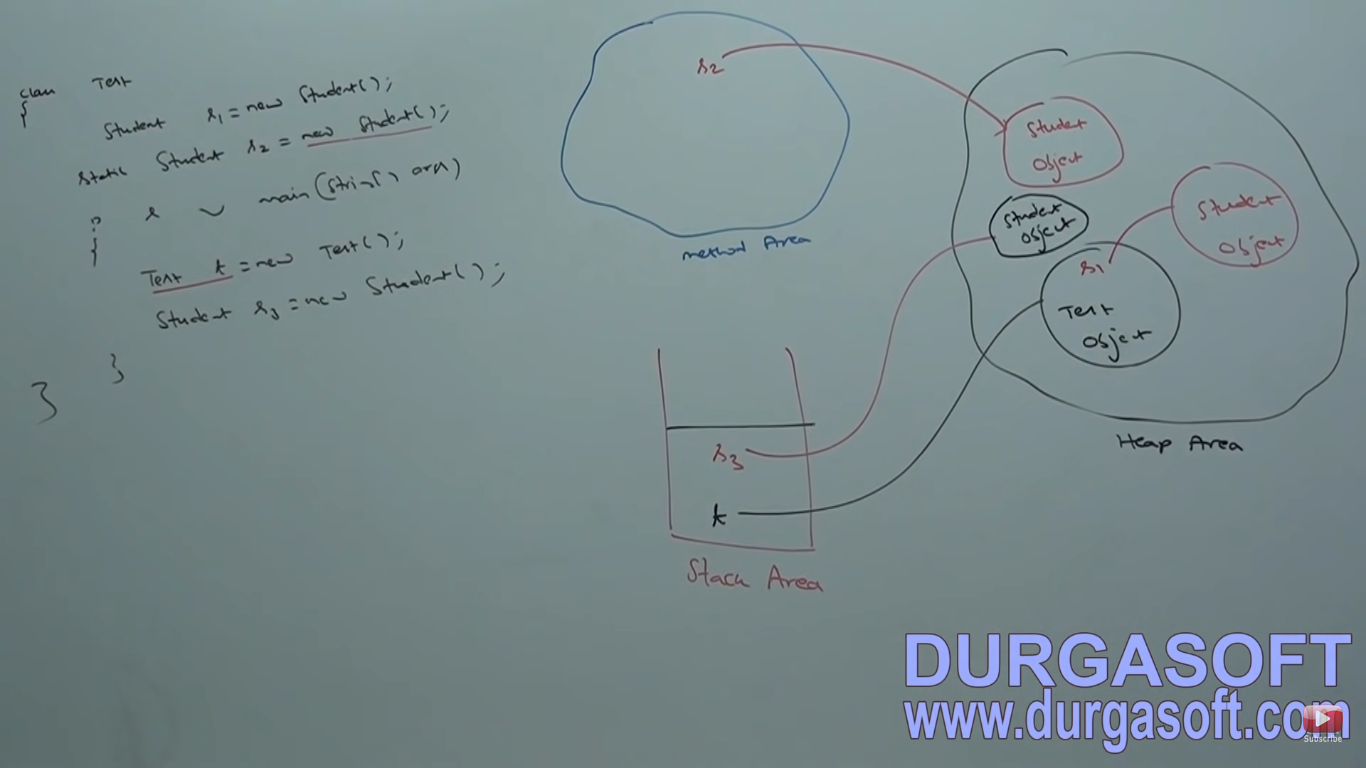 class Test
{
Student s1 = new Student();
static Student s2 = new Student();
p s v main(String[] args)
{
Test t = new Test();
Student s3 = new Student();
}
}
s2
method Area
Student
Object
Student
Object
Student
Object
s1
Test
Object
Heap Area
s3
t
Stack Area
DURGASOFT
www.durgasoft.com
Subscribe